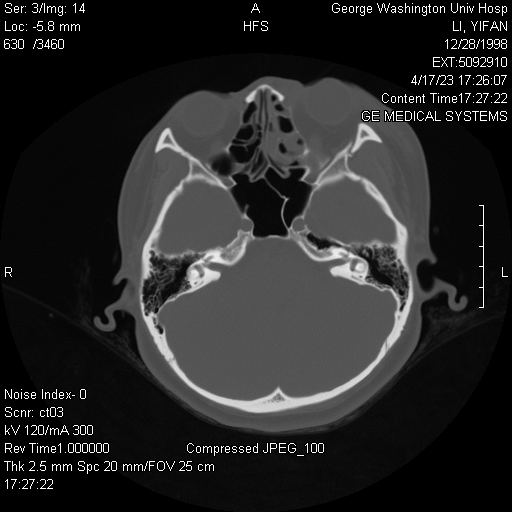 Ser: 3/Img: 14
Loc: -5.8 mm
630 /3460
A
HFS
George Washington Univ Hosp
LI, YIFAN
12/28/1998
EXT:5092910
4/17/23 17:26:07
Content Time17:27:22
GE MEDICAL SYSTEMS
R
L
Noise Index- 0
Scnr: ct03
kV 120/mA 300
Rev Time1.000000
Compressed JPEG_100
Thk 2.5 mm Spc 20 mm/FOV 25 cm
17:27:22